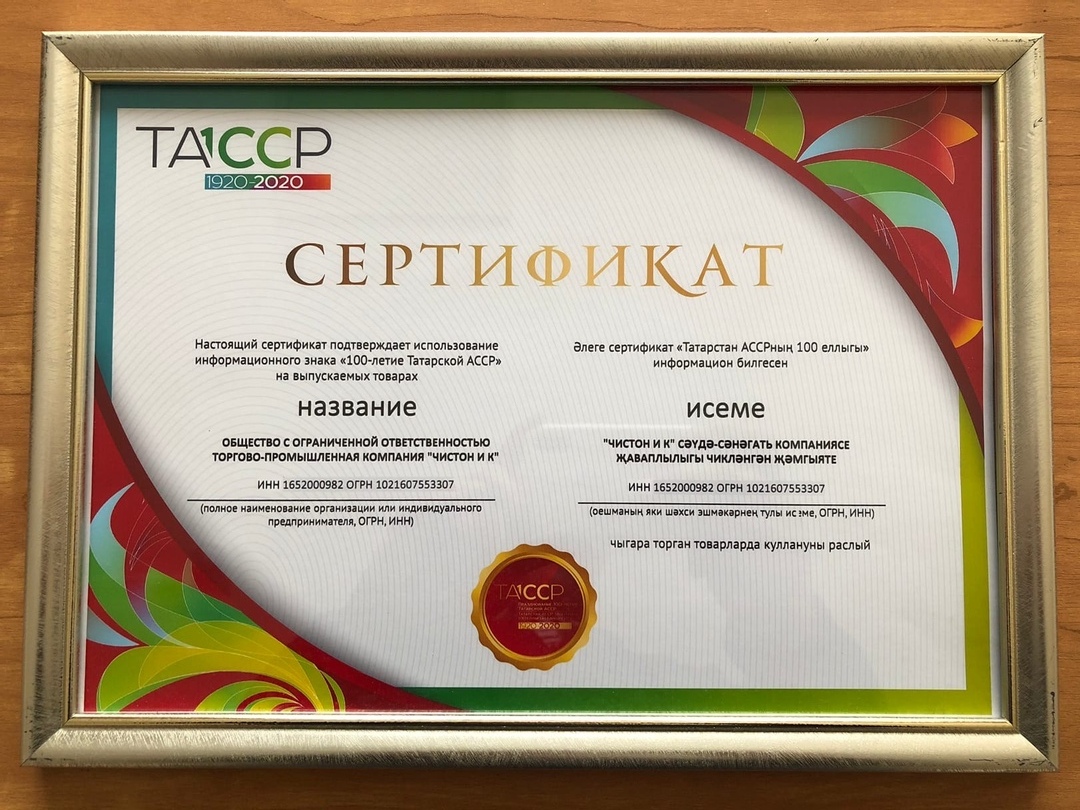 ТАССР
1920-2020
СЕРТИФИКАТ
Настоящий сертификат подтверждает использование
информационного знака «100-летие Татарской АССР»
на выпускаемых товарах
название
ОБЩЕСТВО С ОГРАНИЧЕННОЙ ОТВЕТСТВЕННОСТЬЮ
ТОРГОВО-ПРОМЫШЛЕННАЯ КОМПАНИЯ "ЧИСТОН И К"
ИНН 1652000982 ОГРН 1021607553307
(полное наименование организации или индивидуального
предпринимателя, ОГРН, ИНН)
Әлеге сертификат «Татарстан АССРның 100 еллыгы»
информацион билгесен
исеме
"ЧИСТОН И К" СӘҮДӘ-СӘНӘГАТЬ КОМПАНИЯСЕ
ҖАВАПЛЫЛЫГЫ ЧИКЛӘНГӘН ҖӘМГЫЯТЕ
ИНН 1652000982 ОГРН 1021607553307
(оешманың яки шәхси эшмәкәрнең тулы исеме, ОГРН, ИНН)
чыгара торган товарларда куллануны раслый
ТАССР
1920-2020